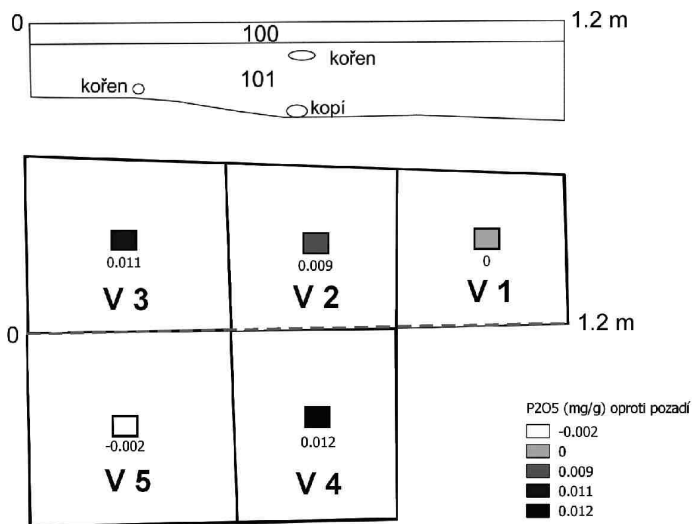 0
1.2 m
100
kořen
101
kořen
kopí
0.011
0.009
0
V 3
V 2
V 1
0
1.2 m
-0.002
0.012
V 5
V 4
P2O5 (mg/g) oproti pozadí
-0.002
0
0.009
0.011
0.012